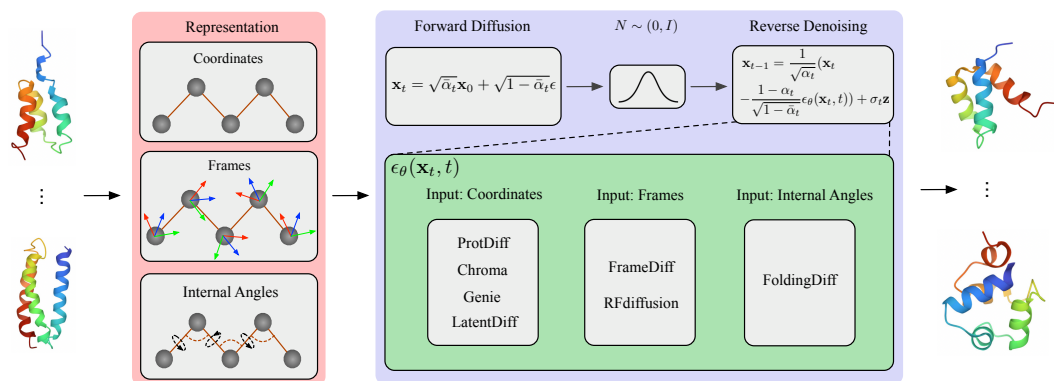 Representation
Coordinates
Frames
Internal Angles
Forward Diffusion
N ∼ (0, I)
Reverse Denoising
x_t = √ᾱ_t x_0 + √1 − ᾱ_t ϵ
x_{t−1} = 1/√α_t (x_t
− 1 − α_t/√1 − ᾱ_t ϵ_θ(x_t, t)) + σ_t z
ϵ_θ(x_t, t)
Input: Coordinates
ProtDiff
Chroma
Genie
LatentDiff
Input: Frames
FrameDiff
RFdiffusion
Input: Internal Angles
FoldingDiff